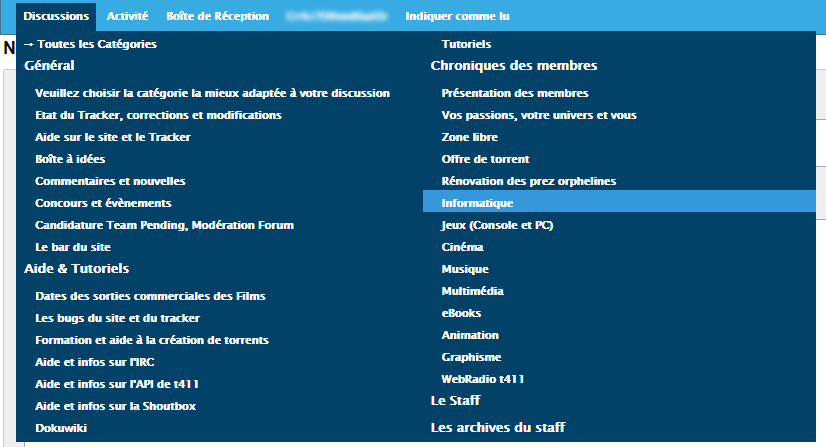 Discussions Activité Boîte de Réception Indiquer comme lu
N
→ Toutes les Catégories
Général
Veuillez choisir la catégorie la mieux adaptée à votre discussion
Etat du Tracker, corrections et modifications
Aide sur le site et le Tracker
Boîte à idées
Commentaires et nouvelles
Concours et évènements
Candidature Team Pending, Modération Forum
Le bar du site
Aide & Tutoriels
Dates des sorties commerciales des Films
Les bugs du site et du tracker
Formation et aide à la création de torrents
Aide et infos sur l'IRC
Aide et infos sur l'API de t411
Aide et infos sur la Shoutbox
Dokuwiki
Tutoriels
Chroniques des membres
Présentation des membres
Vos passions, votre univers et vous
Zone libre
Offre de torrent
Rénovation des prez orphelines
Informatique
Jeux (Console et PC)
Cinéma
Musique
Multimédia
eBooks
Animation
Graphisme
WebRadio t411
Le Staff
Les archives du staff